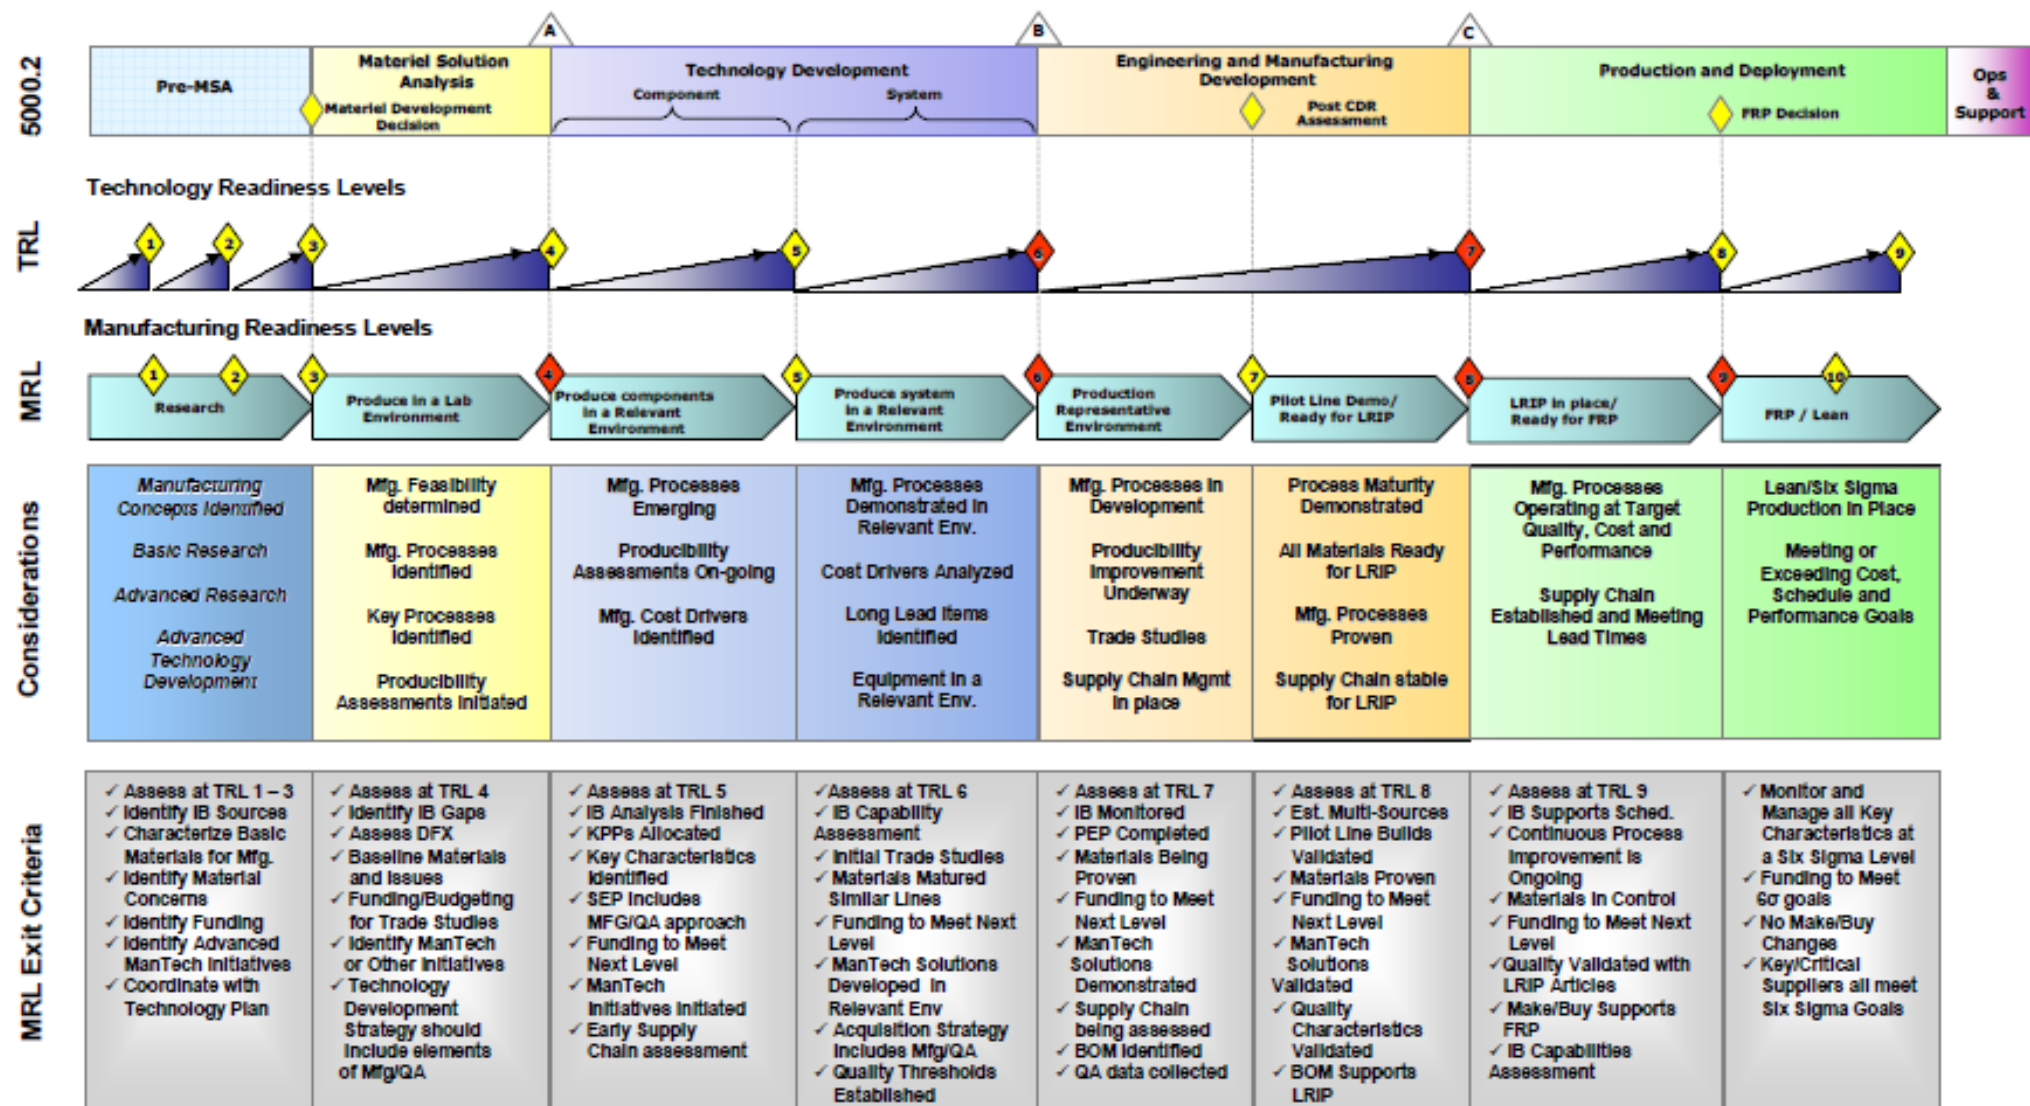 A
B
C
5000.2
Pre-MSA
Materiel Solution
Analysis
Materiel Development
Decision
Technology Development
Component
System
Engineering and Manufacturing
Development
Post CDR
Assessment
Production and Deployment
FRP Decision
Ops
&
Support
Technology Readiness Levels
TRL
1
2
3
4
5
6
7
8
9
Manufacturing Readiness Levels
MRL
1
2
3
4
5
6
7
8
9
10
Research
Produce in a Lab
Environment
Produce components
in a Relevant
Environment
Produce system
in a Relevant
Environment
Production
Representative
Environment
Pilot Line Demo/
Ready for LRIP
LRIP in place/
Ready for FRP
FRP / Lean
Considerations
Manufacturing
Concepts Identified
Basic Research
Advanced Research
Advanced
Technology
Development
Mfg. Feasibility
determined
Mfg. Processes
Identified
Key Processes
Identified
Producibility
Assessments Initiated
Mfg. Processes
Emerging
Producibility
Assessments On-going
Mfg. Cost Drivers
Identified
Mfg. Processes
Demonstrated in
Relevant Env.
Cost Drivers Analyzed
Long Lead Items
Identified
Equipment in a
Relevant Env.
Mfg. Processes in
Development
Producibility
Improvement
Underway
Trade Studies
Supply Chain Mgmt
in place
Process Maturity
Demonstrated
All Materials Ready
for LRIP
Mfg. Processes
Proven
Supply Chain stable
for LRIP
Mfg. Processes
Operating at Target
Quality, Cost and
Performance
Supply Chain
Established and Meeting
Lead Times
Lean/Six Sigma
Production in Place
Meeting or
Exceeding Cost,
Schedule and
Performance Goals
MRL Exit Criteria
✓ Assess at TRL 1 – 3
✓ Identify IB Sources
✓ Characterize Basic
Materials for Mfg.
✓ Identify Material
Concerns
✓ Identify Funding
✓ Identify Advanced
ManTech Initiatives
✓ Coordinate with
Technology Plan
✓ Assess at TRL 4
✓ Identify IB Gaps
✓ Assess DFX
✓ Baseline Materials
and Issues
✓ Funding/Budgeting
for Trade Studies
✓ Identify ManTech
or Other Initiatives
✓ Technology
Development
Strategy should
include elements
of Mfg/QA
✓ Assess at TRL 5
✓ IB Analysis Finished
✓ KPPs Allocated
✓ Key Characteristics
Identified
✓ SEP Includes
MFG/QA approach
✓ Funding to Meet
Next Level
✓ ManTech
Initiatives Initiated
✓ Early Supply
Chain assessment
✓Assess at TRL 6
✓ IB Capability
Assessment
✓ Initial Trade Studies
✓ Materials Matured
Similar Lines
✓ Funding to Meet Next
Level
✓ ManTech Solutions
Developed in
Relevant Env
✓ Acquisition Strategy
Includes Mfg/QA
✓ Quality Thresholds
Established
✓ Assess at TRL 7
✓ IB Monitored
✓ PEP Completed
✓ Materials Being
Proven
✓ Funding to Meet
Next Level
✓ ManTech
Solutions
Demonstrated
✓ Supply Chain
being assessed
✓ BOM Identified
✓ QA data collected
✓ Assess at TRL 8
✓ Est. Multi-Sources
✓ Pilot Line Builds
Validated
✓ Materials Proven
✓ Funding to Meet
Next Level
✓ ManTech
Solutions
Validated
✓ Quality
Characteristics
Validated
✓ BOM Supports
LRIP
✓ Assess at TRL 9
✓ IB Supports Sched.
✓ Continuous Process
Improvement is
Ongoing
✓ Materials in Control
✓ Funding to Meet Next
Level
✓Quality Validated with
LRIP Articles
✓ Make/Buy Supports
FRP
✓ IB Capabilities
Assessment
✓ Monitor and
Manage all Key
Characteristics at
a Six Sigma Level
✓ Funding to Meet
6σ goals
✓ No Make/Buy
Changes
✓ Key/Critical
Suppliers all meet
Six Sigma Goals